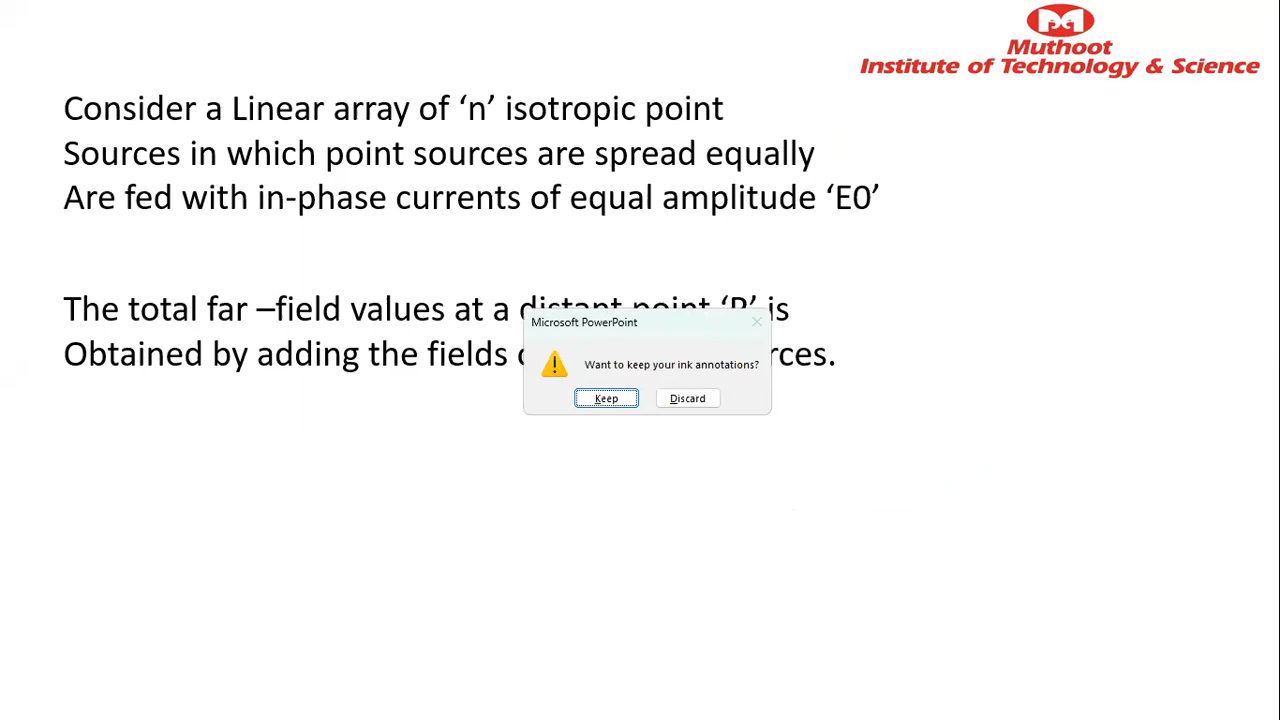 Muthoot
Institute of Technology & Science
Consider a Linear array of ‘n’ isotropic point
Sources in which point sources are spread equally
Are fed with in-phase currents of equal amplitude ‘E0’
The total far –field values at a distant point ‘P’ is
Obtained by adding the fields
Microsoft PowerPoint
Want to keep your ink annotations?
Keep
Discard